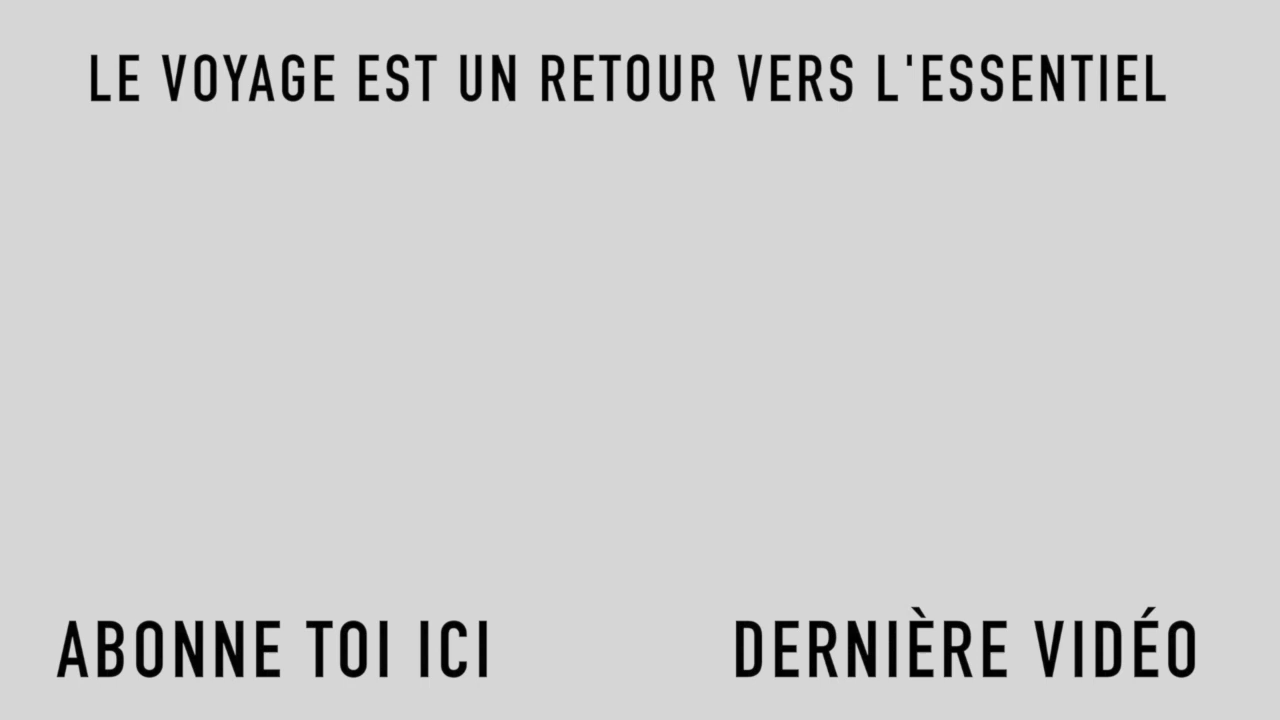 LE VOYAGE EST UN RETOUR VERS L'ESSENTIEL
ABONNE TOI ICI
DERNIÈRE VIDÉO